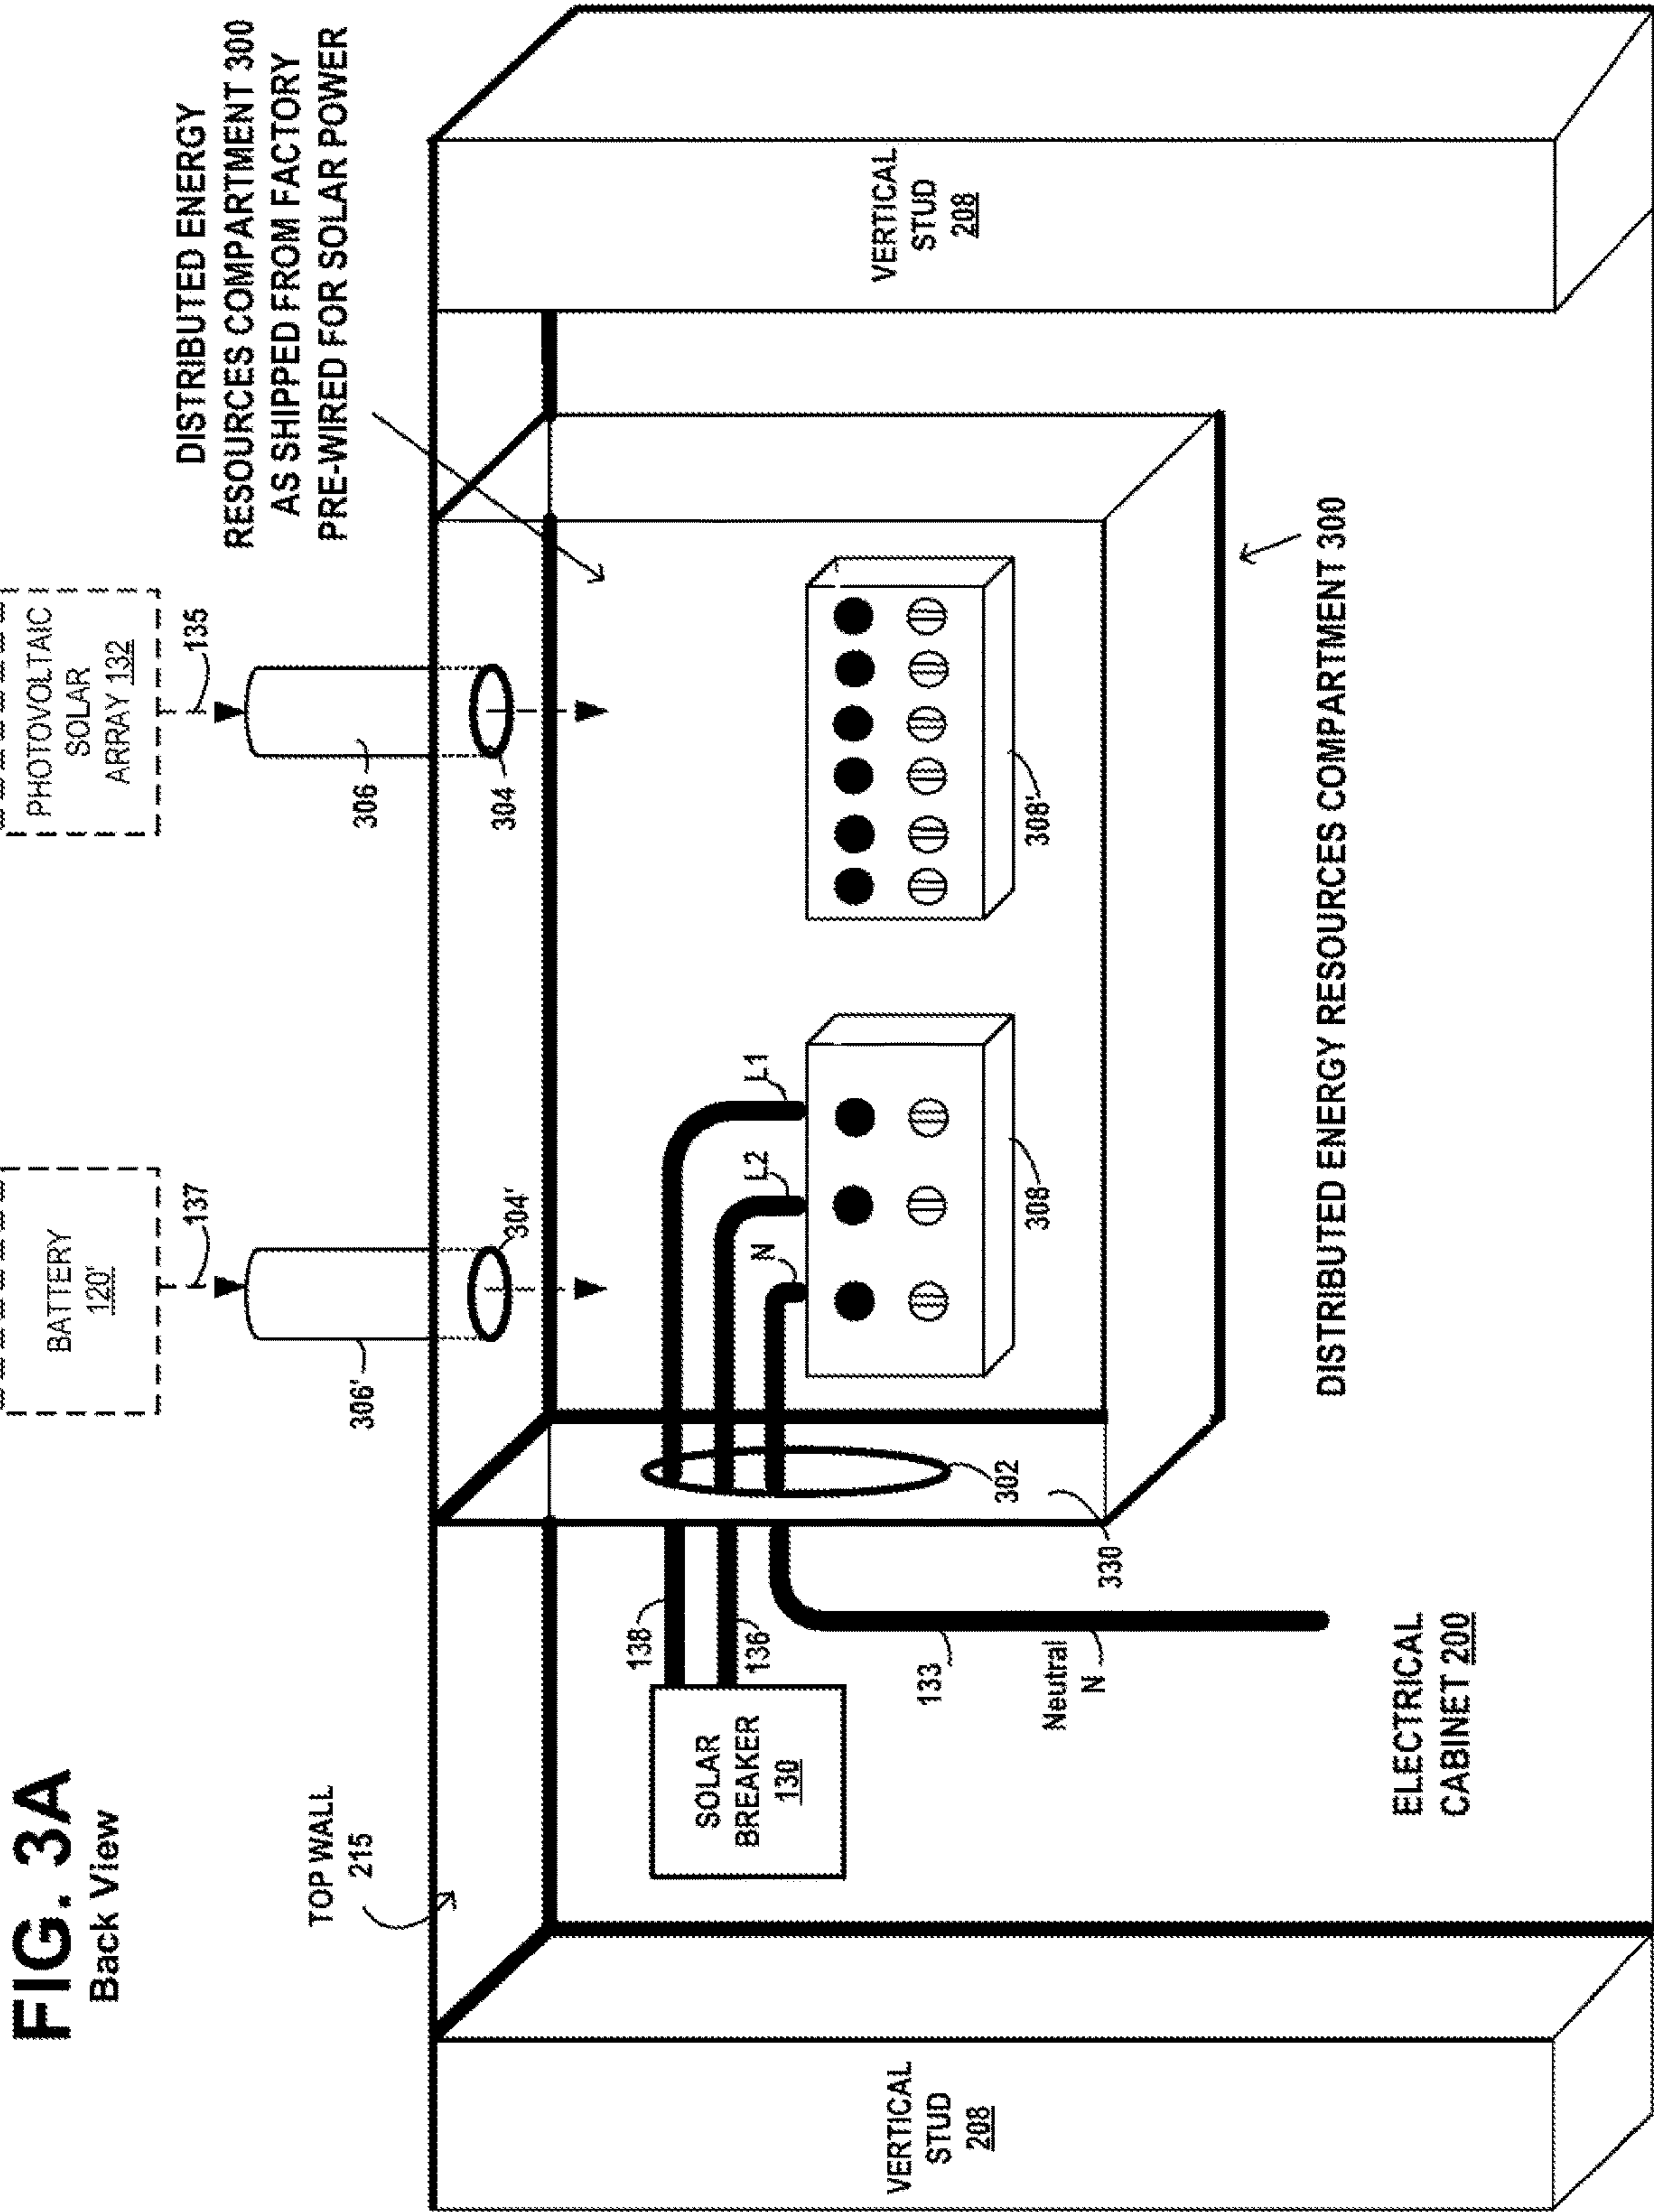 FIG. 3A
Back View
BATTERY
120'
137
306'
304'
PHOTOVOLTAIC
SOLAR
ARRAY 132
135
306
304
DISTRIBUTED ENERGY
RESOURCES COMPARTMENT 300
AS SHIPPED FROM FACTORY
PRE-WIRED FOR SOLAR POWER
TOP WALL
215
138
136
SOLAR
BREAKER
130
133
Neutral
N
L1
L2
N
302
330
308
308'
VERTICAL
STUD
208
VERTICAL
STUD
208
DISTRIBUTED ENERGY RESOURCES COMPARTMENT 300
ELECTRICAL
CABINET 200